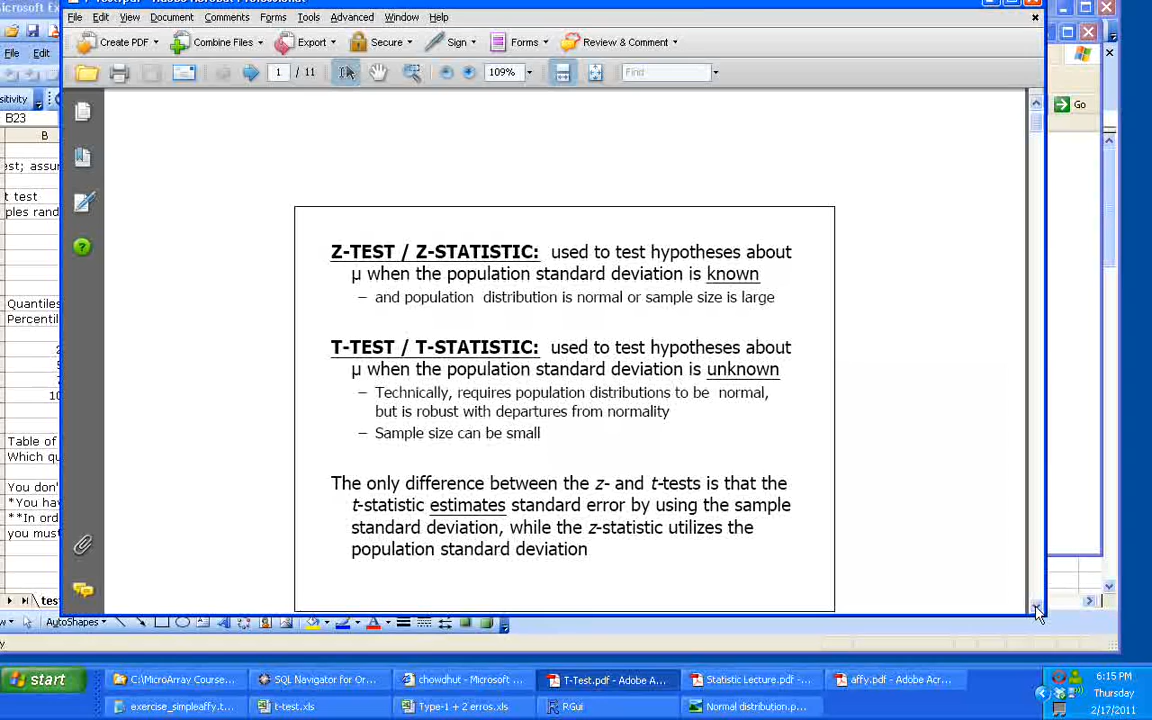 File Edit View Document Comments Forms Tools Advanced Window Help
Create PDF Combine Files Export Secure Sign Forms Review & Comment
1 / 11 109% Find
Go
File Edit
B23
B
t test
Quantiles
Table of
You don'
*You hav
**In ord
you must
Z-TEST / Z-STATISTIC: used to test hypotheses about
μ when the population standard deviation is known
– and population distribution is normal or sample size is large
T-TEST / T-STATISTIC: used to test hypotheses about
μ when the population standard deviation is unknown
– Technically, requires population distributions to be normal,
but is robust with departures from normality
– Sample size can be small
The only difference between the z- and t-tests is that the
t-statistic estimates standard error by using the sample
standard deviation, while the z-statistic utilizes the
population standard deviation
AutoShapes
start
C:\MicroArray Course... SQL Navigator for Or... chowdhut - Microsoft ... T-Test.pdf - Adobe A... Statistic Lecture.pdf -... affy.pdf - Adobe Acr...
exercise_simpleaffy.t... t-test.xls Type-1 + 2 erros.xls RGui Normal distribution.p...
6:15 PM
Thursday
2/17/2011